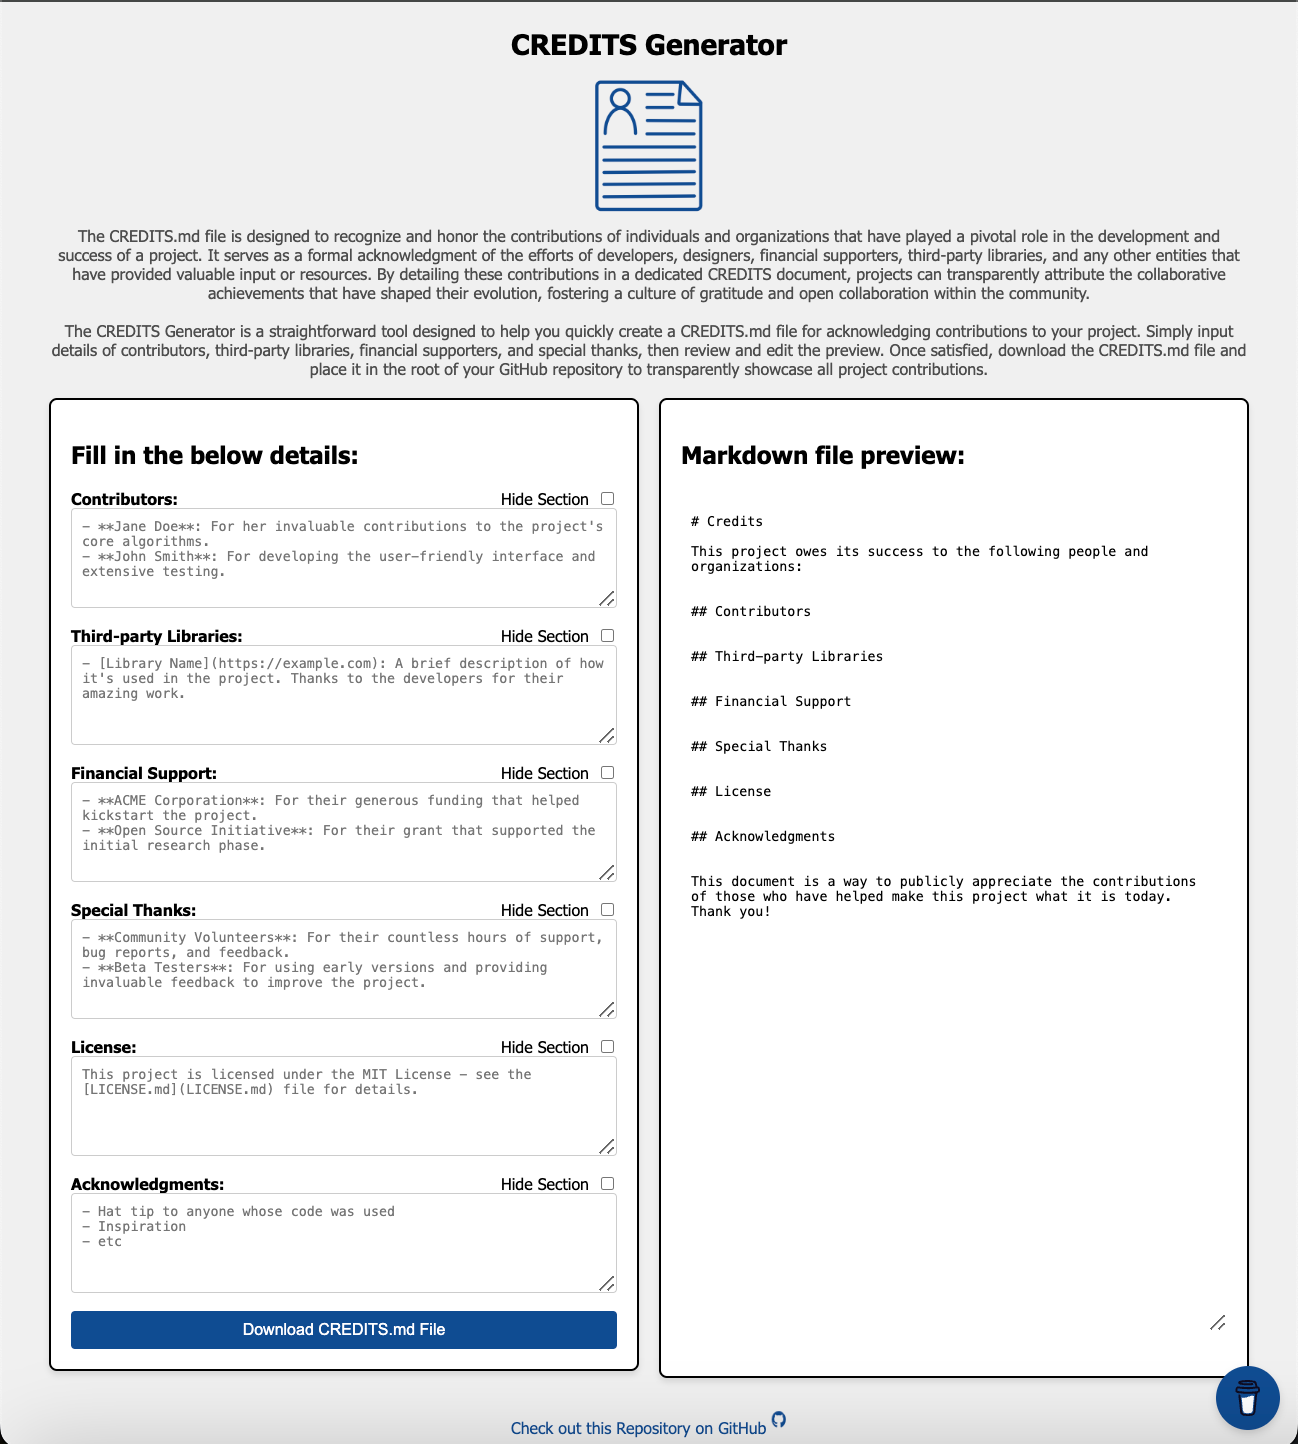 CREDITS Generator
The CREDITS.md file is designed to recognize and honor the contributions of individuals and organizations that have played a pivotal role in the development and
success of a project. It serves as a formal acknowledgment of the efforts of developers, designers, financial supporters, third-party libraries, and any other entities that
have provided valuable input or resources. By detailing these contributions in a dedicated CREDITS document, projects can transparently attribute the collaborative
achievements that have shaped their evolution, fostering a culture of gratitude and open collaboration within the community.
The CREDITS Generator is a straightforward tool designed to help you quickly create a CREDITS.md file for acknowledging contributions to your project. Simply input
details of contributors, third-party libraries, financial supporters, and special thanks, then review and edit the preview. Once satisfied, download the CREDITS.md file and
place it in the root of your GitHub repository to transparently showcase all project contributions.
Fill in the below details:
Contributors: Hide Section
- **Jane Doe**: For her invaluable contributions to the project's
core algorithms.
- **John Smith**: For developing the user-friendly interface and
extensive testing.
Third-party Libraries: Hide Section
- [Library Name](https://example.com): A brief description of how
it's used in the project. Thanks to the developers for their
amazing work.
Financial Support: Hide Section
- **ACME Corporation**: For their generous funding that helped
kickstart the project.
- **Open Source Initiative**: For their grant that supported the
initial research phase.
Special Thanks: Hide Section
- **Community Volunteers**: For their countless hours of support,
bug reports, and feedback.
- **Beta Testers**: For using early versions and providing
invaluable feedback to improve the project.
License: Hide Section
This project is licensed under the MIT License - see the
[LICENSE.md](LICENSE.md) file for details.
Acknowledgments: Hide Section
- Hat tip to anyone whose code was used
- Inspiration
- etc
Download CREDITS.md File
Markdown file preview:
# Credits
This project owes its success to the following people and
organizations:
## Contributors
## Third-party Libraries
## Financial Support
## Special Thanks
## License
## Acknowledgments
This document is a way to publicly appreciate the contributions
of those who have helped make this project what it is today.
Thank you!
Check out this Repository on GitHub